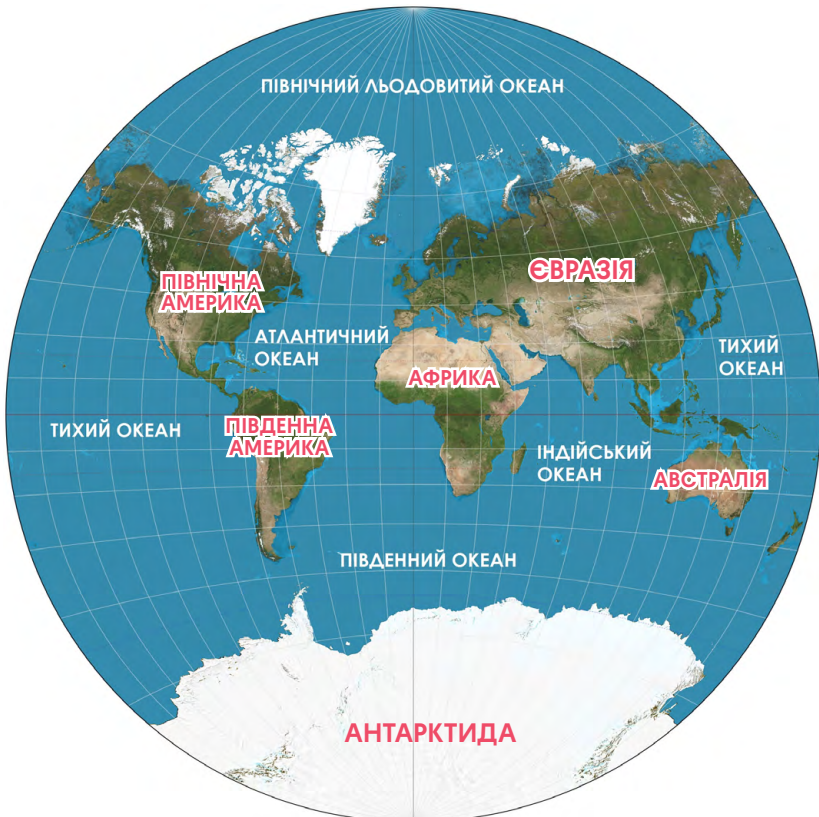 ПІВНІЧНИЙ ЛЬОДОВИТИЙ ОКЕАН
ЄВРАЗІЯ
ПІВНІЧНА
АМЕРИКА
АТЛАНТИЧНИЙ
ОКЕАН
ТИХИЙ
ОКЕАН
АФРИКА
ТИХИЙ ОКЕАН
ПІВДЕННА
АМЕРИКА
ІНДІЙСЬКИЙ
ОКЕАН
АВСТРАЛІЯ
ПІВДЕННИЙ ОКЕАН
АНТАРКТИДА